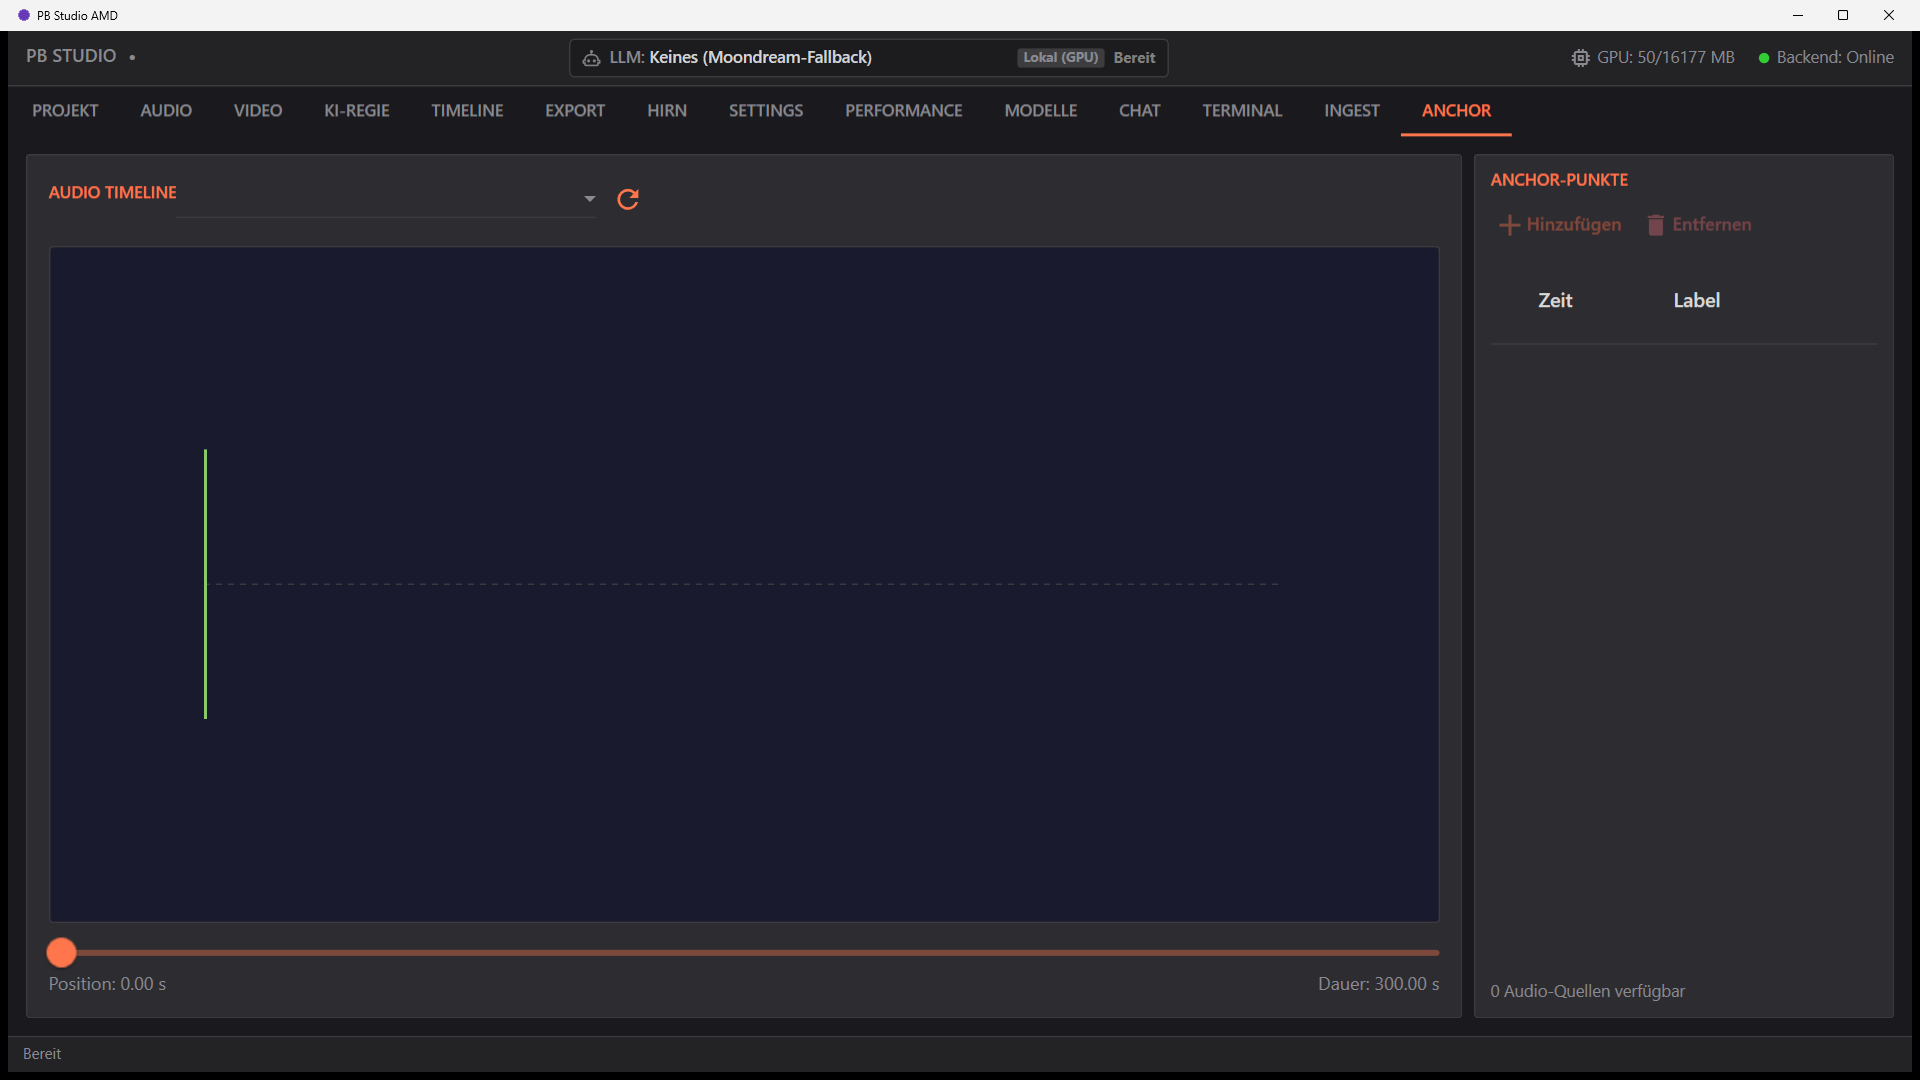 PB Studio AMD
PB STUDIO •
LLM: Keines (Moondream-Fallback) Lokal (GPU) Bereit
GPU: 50/16177 MB
Backend: Online
PROJEKT AUDIO VIDEO KI-REGIE TIMELINE EXPORT HIRN SETTINGS PERFORMANCE MODELLE CHAT TERMINAL INGEST ANCHOR
AUDIO TIMELINE
Position: 0.00 s
Dauer: 300.00 s
ANCHOR-PUNKTE
Hinzufügen Entfernen
Zeit Label
0 Audio-Quellen verfügbar
Bereit